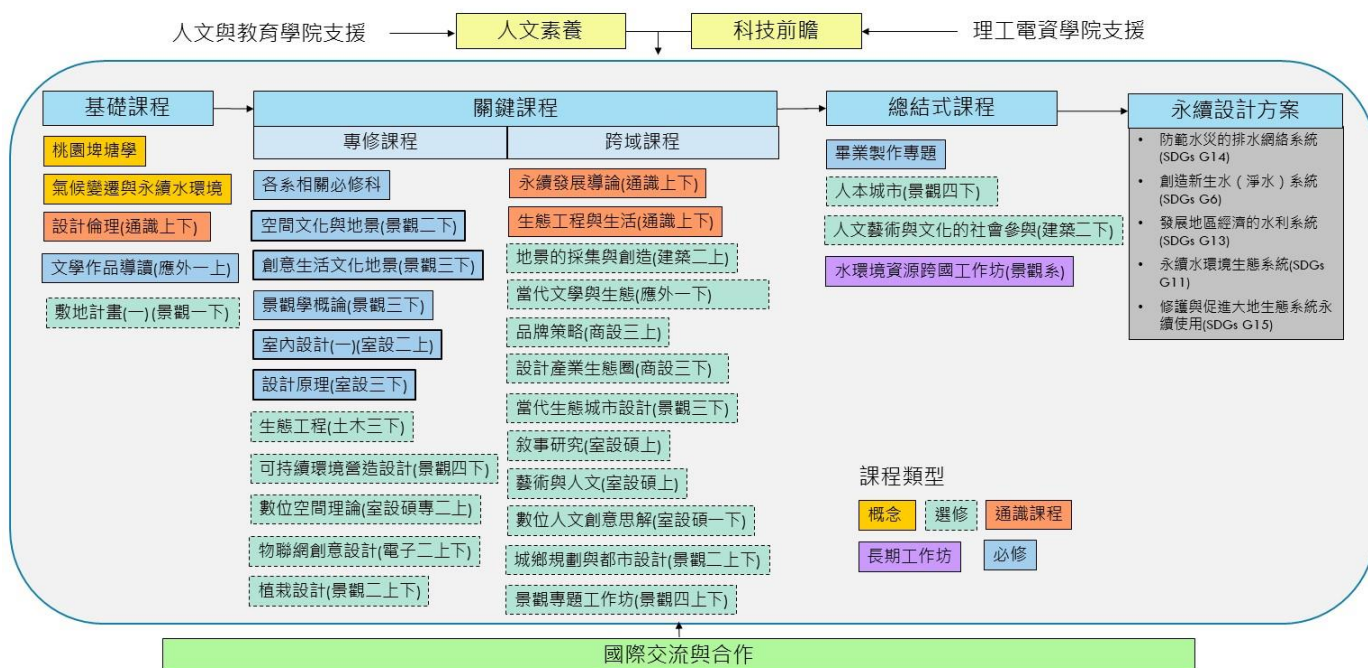 人文與教育學院支援
人文素養
科技前瞻
理工電資學院支援
基礎課程
桃園埤塘學
氣候變遷與永續水環境
設計倫理(通識上下)
文學作品導讀(應外一上)
敷地計畫(一)(景觀一下)
關鍵課程
專修課程
各系相關必修科
空間文化與地景(景觀二下)
創意生活文化地景(景觀三下)
景觀學概論(景觀三下)
室內設計(一)(室設二上)
設計原理(室設三下)
生態工程(土木三下)
可持續環境營造設計(景觀四下)
數位空間理論(室設碩專二上)
物聯網創意設計(電子二上下)
植栽設計(景觀二上下)
跨域課程
永續發展導論(通識上下)
生態工程與生活(通識上下)
地景的採集與創造(建築二上)
當代文學與生態(應外一下)
品牌策略(商設三上)
設計產業生態圈(商設三下)
當代生態城市設計(景觀三下)
敘事研究(室設碩上)
藝術與人文(室設碩上)
數位人文創意思解(室設碩一下)
城鄉規劃與都市設計(景觀二上下)
景觀專題工作坊(景觀四上下)
總結式課程
畢業製作專題
人本城市(景觀四下)
人文藝術與文化的社會參與(建築二下)
水環境資源跨國工作坊(景觀系)
永續設計方案
• 防範水災的排水網絡系統
(SDGs G14)
• 創造新生水（淨水）系統
(SDGs G6)
• 發展地區經濟的水利系統
(SDGs G13)
• 永續水環境生態系統(SDGs
G11)
• 修護與促進大地生態系統永
續使用(SDGs G15)
課程類型
概念
選修
通識課程
長期工作坊
必修
國際交流與合作